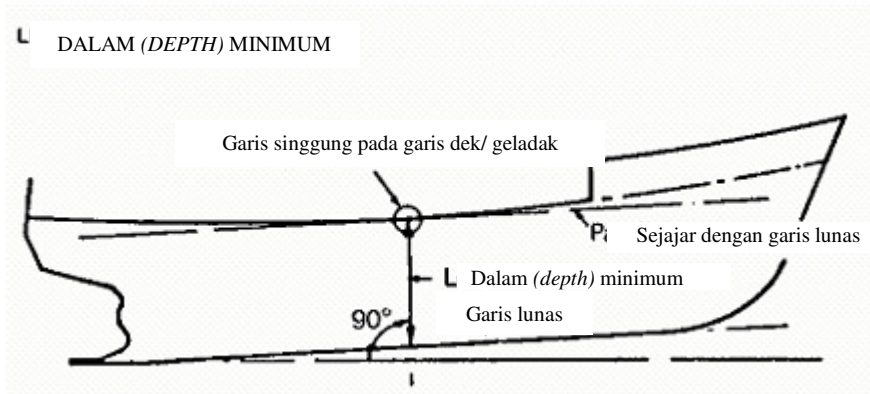 DALAM (DEPTH) MINIMUM
Garis singgung pada garis dek/ geladak
Sejajar dengan garis lunas
Dalam (depth) minimum
Garis lunas
90°